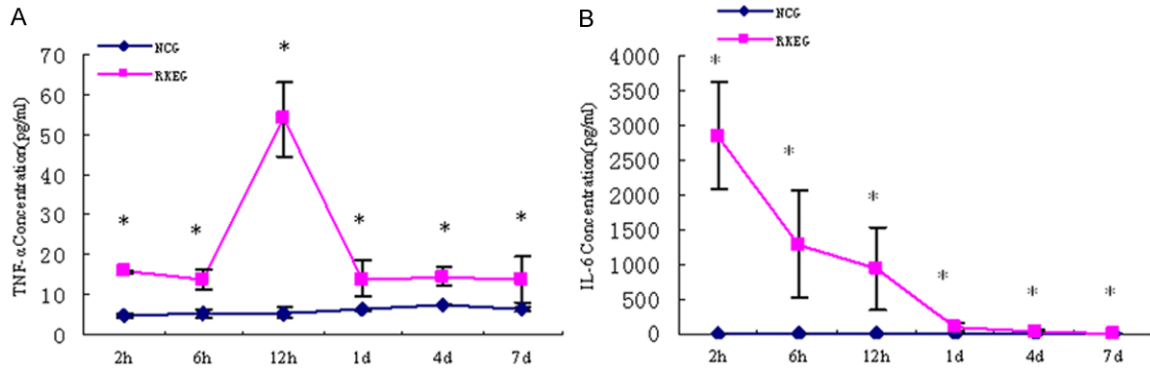 A
NCG
RKEG
TNF-αConcentration(pg/ml)
70
60
50
40
30
20
10
0
*
*
*
*
*
*
2h
6h
12h
1d
4d
7d
B
NCG
RKEG
IL-6 Concentration(pg/ml)
4000
3500
3000
2500
2000
1500
1000
500
0
*
*
*
*
*
*
2h
6h
12h
1d
4d
7d